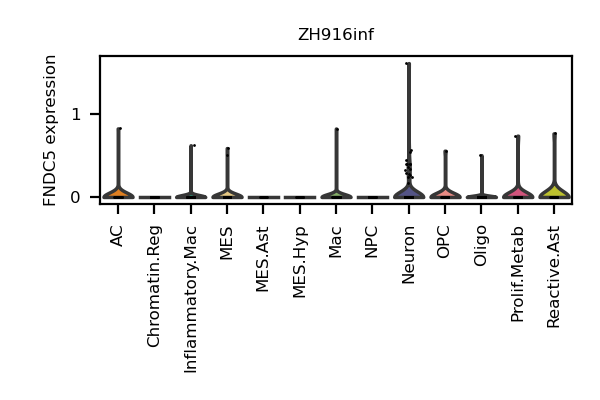 ZH916inf
FNDC5 expression
1
0
AC
Chromatin.Reg
Inflammatory.Mac
MES
MES.Ast
MES.Hyp
Mac
NPC
Neuron
OPC
Oligo
Prolif.Metab
Reactive.Ast